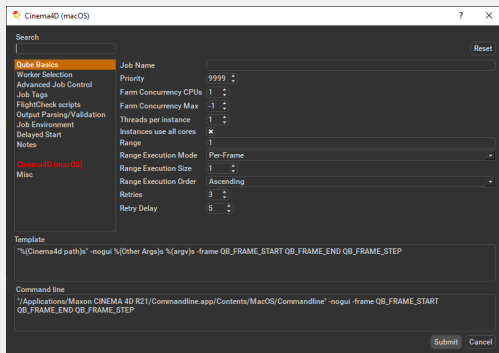 Cinema4D (macOS)
? ×
Search
Reset
Qube Basics
Worker Selection
Advanced Job Control
Job Tags
FlightCheck scripts
Output Parsing/Validation
Job Environment
Delayed Start
Notes
Cinema4D (macOS)
Misc
Job Name
Priority 9999
Farm Concurrency CPUs 1
Farm Concurrency Max -1
Threads per instance 1
Instances use all cores
Range 1
Range Execution Mode Per-Frame
Range Execution Size 1
Range Execution Order Ascending
Retries 3
Retry Delay 5
Template
"%(Cinema4d path)s" -nogui %(Other Args)s %(argv)s -frame QB_FRAME_START QB_FRAME_END QB_FRAME_STEP
Command line
"/Applications/Maxon CINEMA 4D R21/Commandline.app/Contents/MacOS/Commandline" -nogui -frame QB_FRAME_START
QB_FRAME_END QB_FRAME_STEP
Submit Cancel